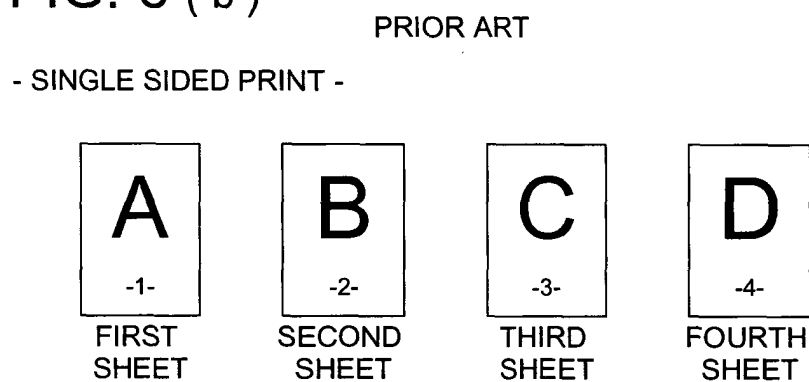 PRIOR ART
- SINGLE SIDED PRINT -
A B C D
-1- -2- -3- -4-
FIRST SECOND THIRD FOURTH
SHEET SHEET SHEET SHEET